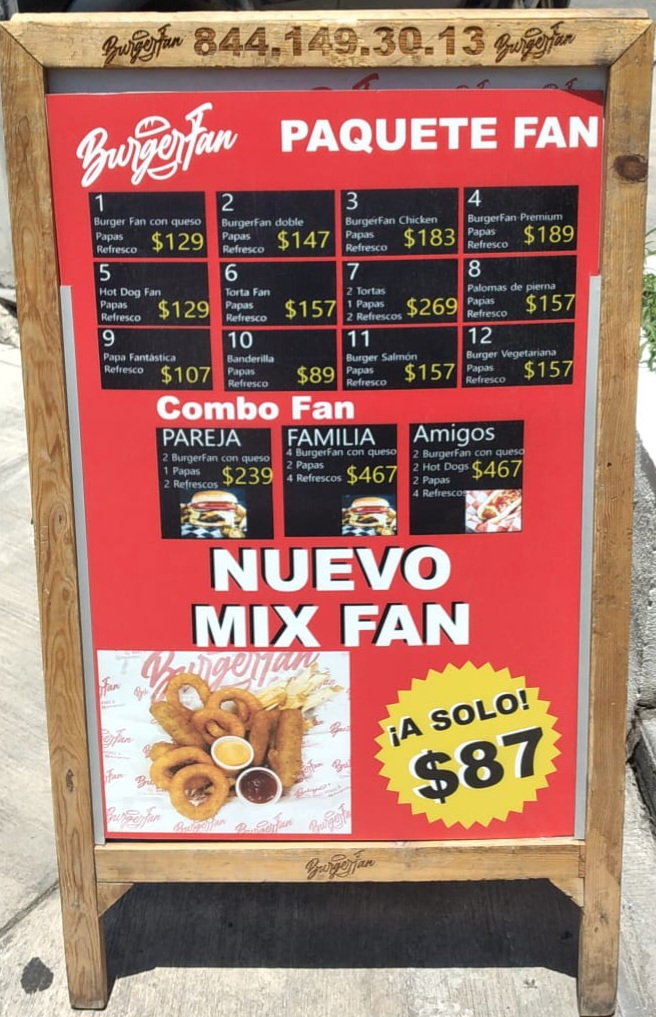 BurgerFan 844.149.30.13 BurgerFan
BurgerFan PAQUETE FAN
1
Burger Fan con queso
Papas
Refresco $129
2
BurgerFan doble
Papas
Refresco $147
3
BurgerFan Chicken
Papas
Refresco $183
4
BurgerFan Premium
Papas
Refresco $189
5
Hot Dog Fan
Papas
Refresco $129
6
Torta Fan
Papas
Refresco $157
7
2 Tortas
1 Papas
2 Refrescos $269
8
Palomas de pierna
Papas
Refresco $157
9
Papa Fantástica
Refresco $107
10
Banderilla
Papas
Refresco $89
11
Burger Salmón
Papas
Refresco $157
12
Burger Vegetariana
Papas
Refresco $157
Combo Fan
PAREJA
2 BurgerFan con queso
1 Papas
2 Refrescos $239
FAMILIA
4 BurgerFan con queso
2 Papas
4 Refrescos $467
Amigos
2 BurgerFan con queso
2 Hot Dogs $467
2 Papas
4 Refrescos
NUEVO
MIX FAN
BurgerFan
¡A SOLO!
$87
BurgerFan